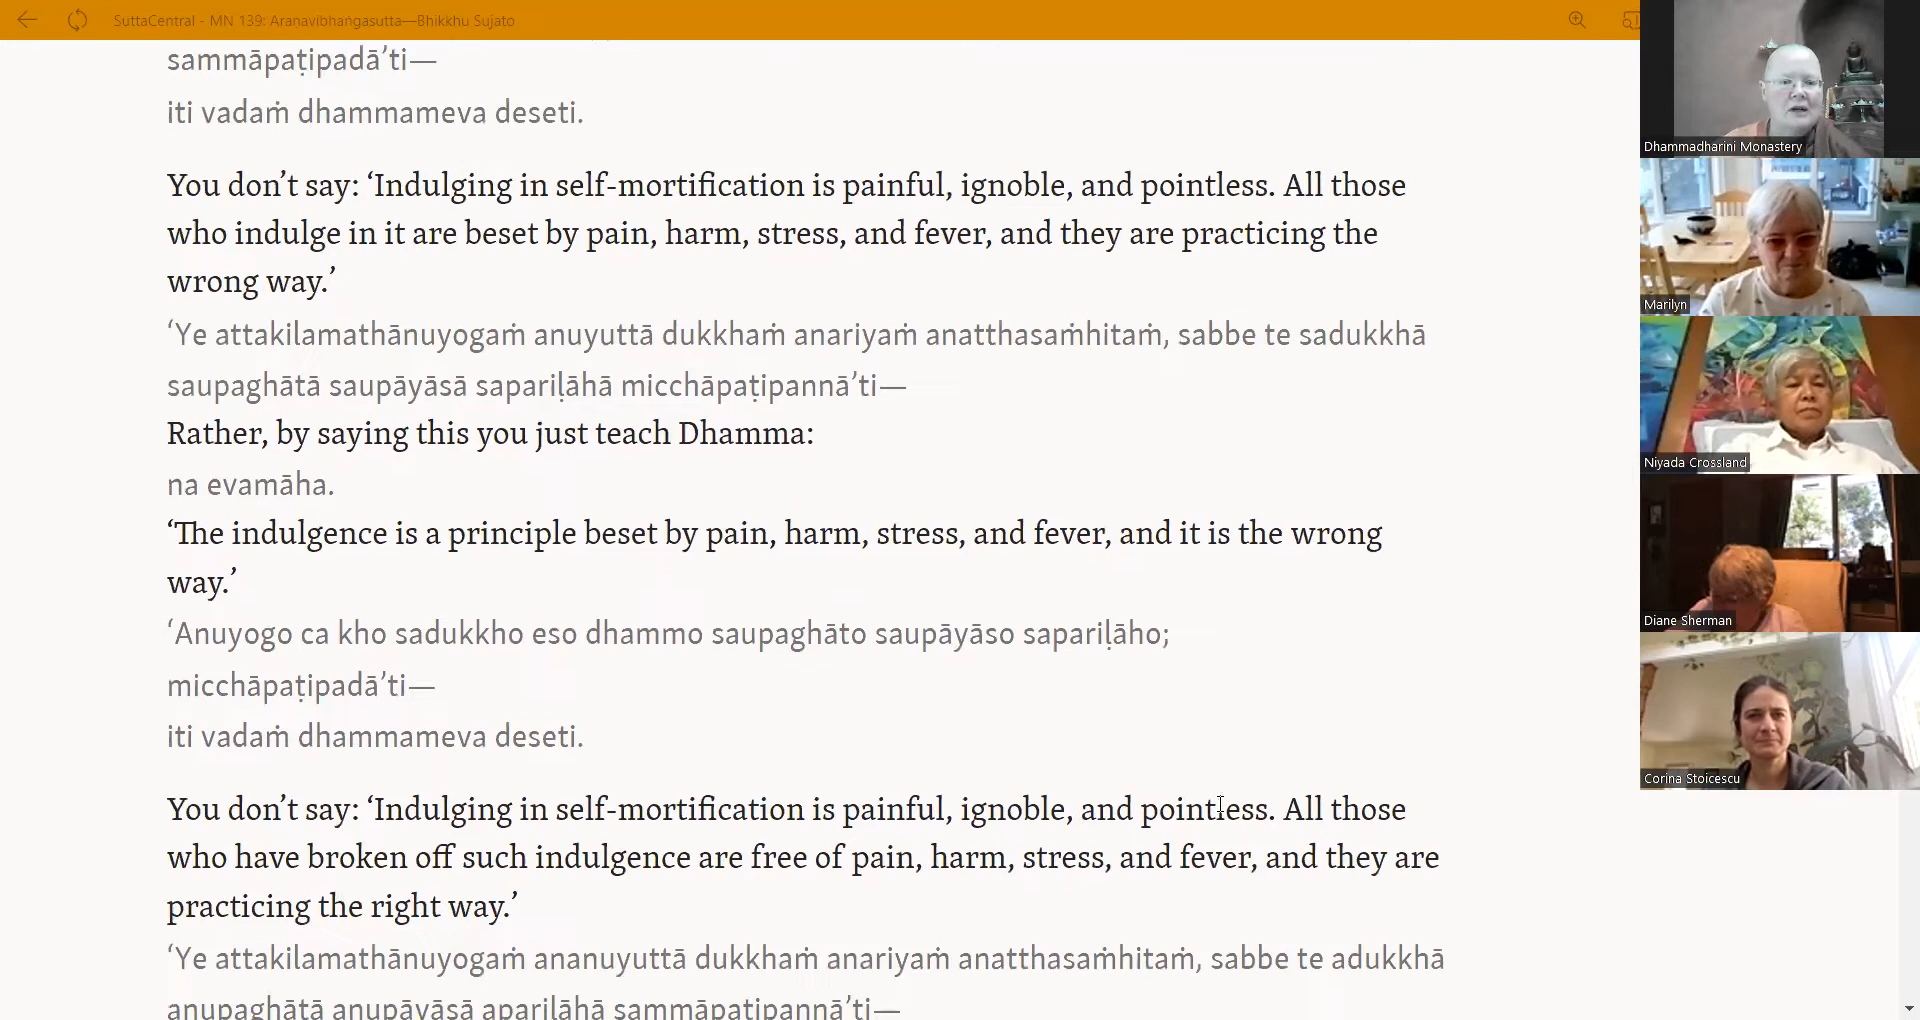 SuttaCentral - MN 139: Araṇavibhaṅgasutta—Bhikkhu Sujato
sammāpaṭipadā’ti—
iti vadaṁ dhammameva deseti.
You don’t say: ‘Indulging in self-mortification is painful, ignoble, and pointless. All those
who indulge in it are beset by pain, harm, stress, and fever, and they are practicing the
wrong way.’
‘Ye attakilamathānuyogaṁ anuyuttā dukkhaṁ anariyaṁ anatthasaṁhitaṁ, sabbe te sadukkhā
saupaghātā saupāyāsā sapariḷāhā micchāpaṭipannā’ti—
Rather, by saying this you just teach Dhamma:
na evamāha.
‘The indulgence is a principle beset by pain, harm, stress, and fever, and it is the wrong
way.’
‘Anuyogo ca kho sadukkho eso dhammo saupaghāto saupāyāso sapariḷāho;
micchāpaṭipadā’ti—
iti vadaṁ dhammameva deseti.
You don’t say: ‘Indulging in self-mortification is painful, ignoble, and pointless. All those
who have broken off such indulgence are free of pain, harm, stress, and fever, and they are
practicing the right way.’
‘Ye attakilamathānuyogaṁ ananuyuttā dukkhaṁ anariyaṁ anatthasaṁhitaṁ, sabbe te adukkhā
anupaghātā anupāyāsā apariḷāhā sammāpaṭipannā’ti—
Dhammadharini Monastery
Marilyn
Niyada Crossland
Diane Sherman
Corina Stoicescu